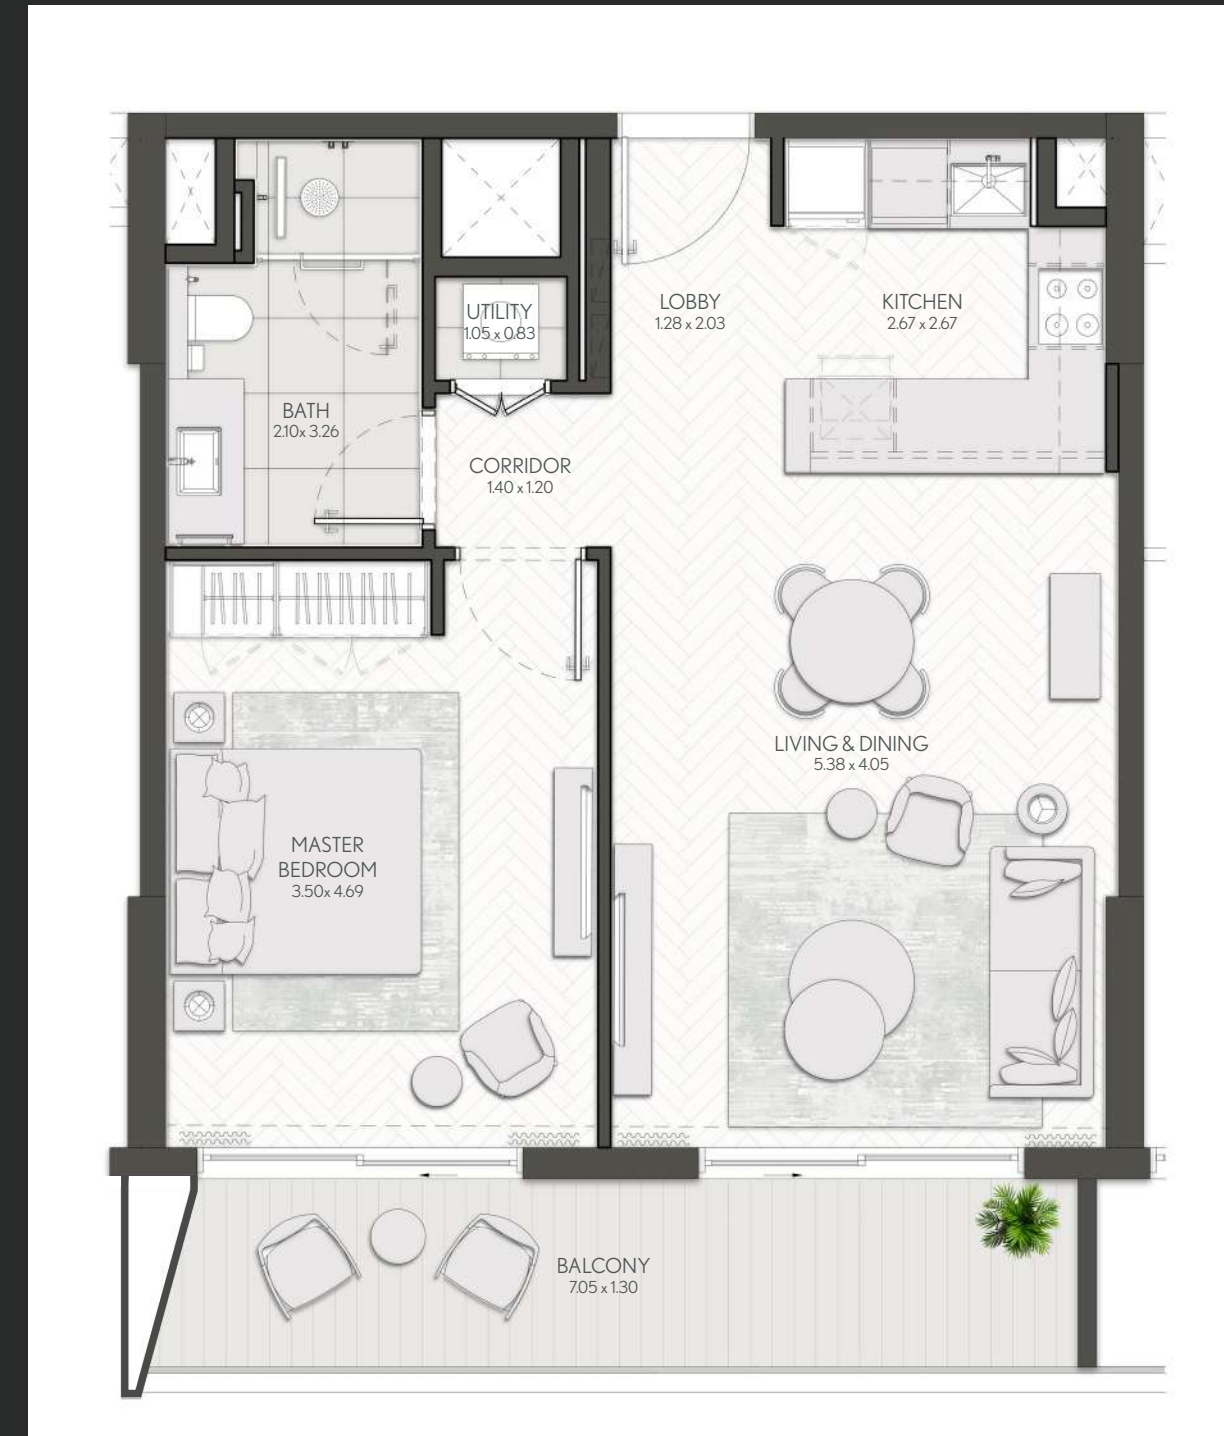 UTILITY
1.05 x 0.83
LOBBY
1.28 x 2.03
KITCHEN
2.67 x 2.67
BATH
2.10x 3.26
CORRIDOR
1.40 x 1.20
LIVING & DINING
5.38 x 4.05
MASTER
BEDROOM
3.50x 4.69
BALCONY
7.05 x 1.30